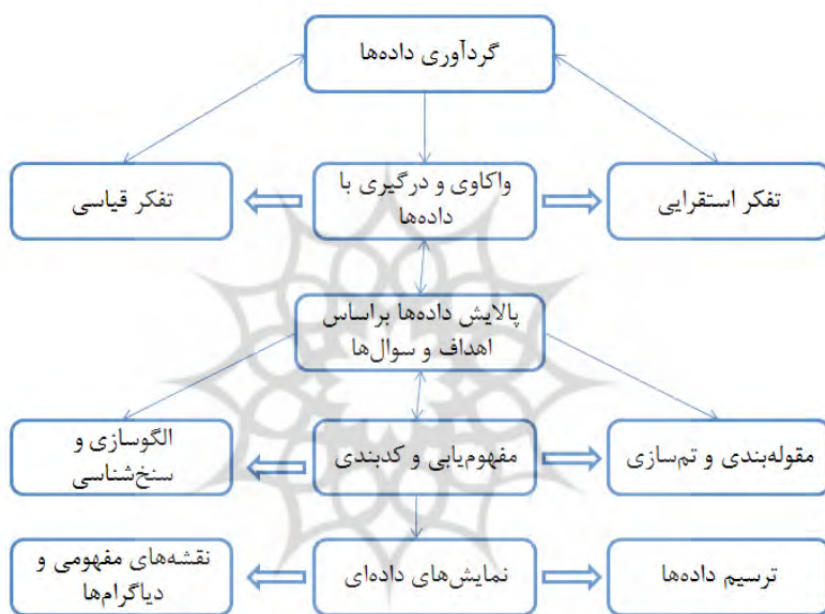 گردآوری داده‌ها
تفکر استقرایی
واکاوی و درگیری با
داده‌ها
تفکر قیاسی
پالایش داده‌ها براساس
اهداف و سوال‌ها
مقوله‌بندی و تم‌سازی
مفهوم‌یابی و کدبندی
الگوسازی و
سنخ‌شناسی
ترسیم داده‌ها
نمایش‌های داده‌ای
نقشه‌های مفهومی و
دیاگرام‌ها